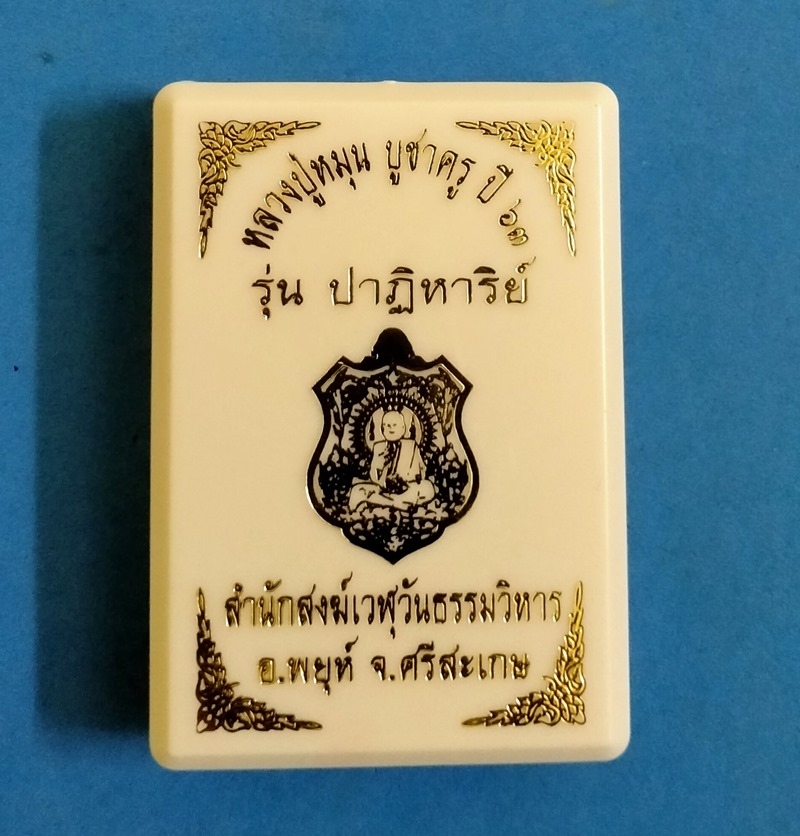 หลวงปู่หมุน บูชาครู ปี ๖๓
รุ่น ปาฏิหาริย์
สำนักสงฆ์เวฬุวันธรรมวิหาร
อ.พยุห์ จ.ศรีสะเกษ